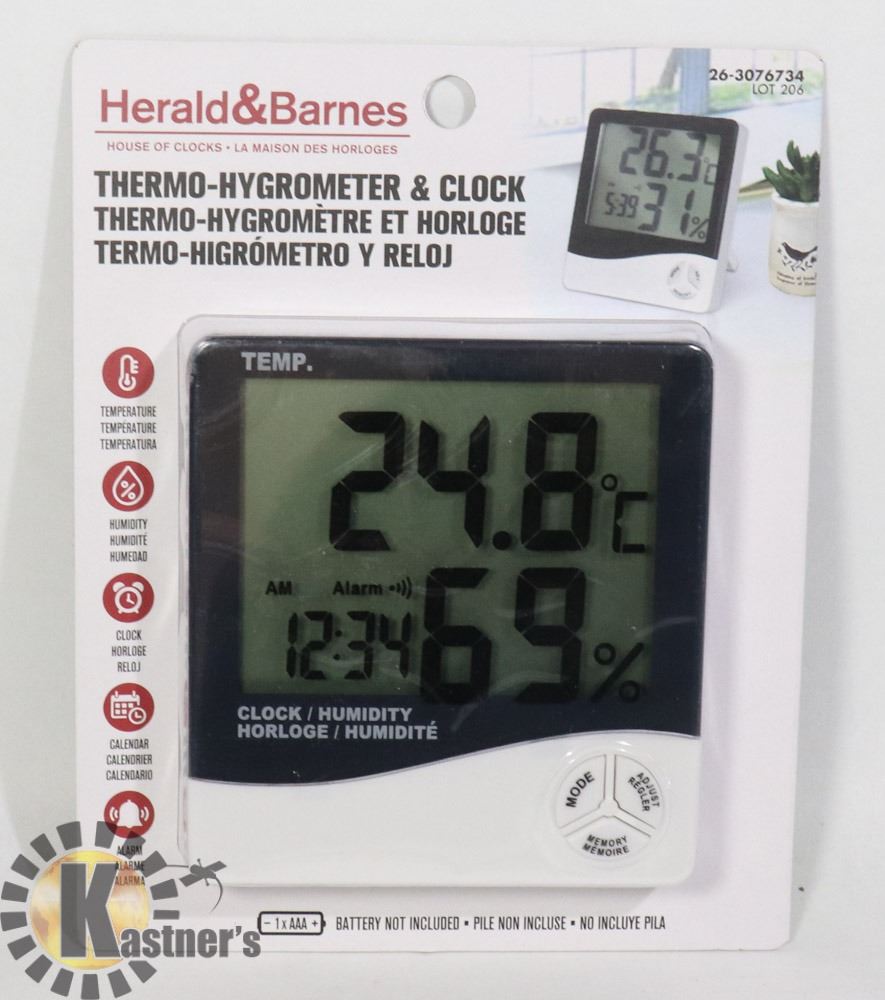 26-3076734
LOT 206
Herald&Barnes
HOUSE OF CLOCKS • LA MAISON DES HORLOGES
THERMO-HYGROMETER & CLOCK
THERMO-HYGROMÈTRE ET HORLOGE
TERMO-HIGRÓMETRO Y RELOJ
26.3°C
5:39 31%
TEMP.
24.8°C
AM Alarm
12:34 69%
CLOCK / HUMIDITY
HORLOGE / HUMIDITÉ
MODE
ADJUST
RÉGLER
MEMORY
MÉMOIRE
TEMPERATURE
TEMPÉRATURE
TEMPERATURA
%
HUMIDITY
HUMIDITÉ
HUMEDAD
CLOCK
HORLOGE
RELOJ
CALENDAR
CALENDRIER
CALENDARIO
ALARM
ALARME
ALARMA
- 1 x AAA + BATTERY NOT INCLUDED ▪ PILE NON INCLUSE ▪ NO INCLUYE PILA
Kastner's